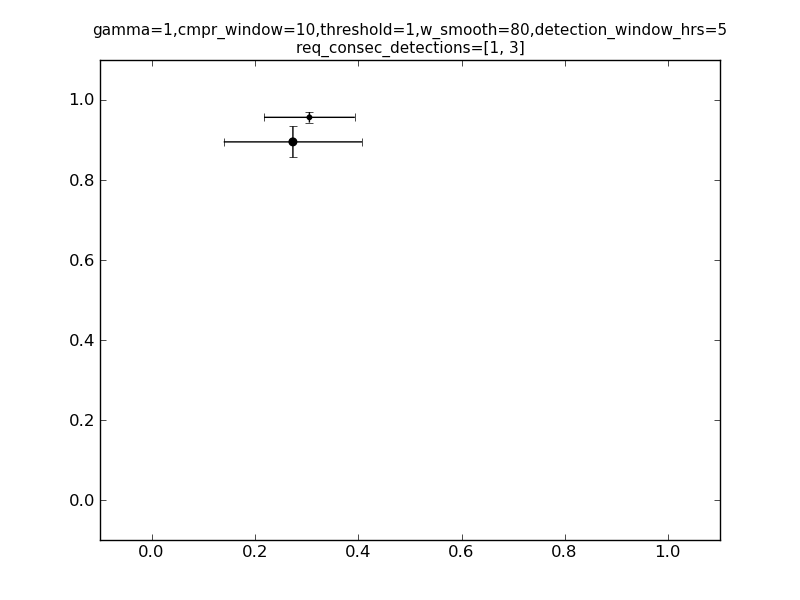 gamma=1,cmpr_window=10,threshold=1,w_smooth=80,detection_window_hrs=5
req_consec_detections=[1, 3]
1.0
0.8
0.6
0.4
0.2
0.0
0.0 0.2 0.4 0.6 0.8 1.0